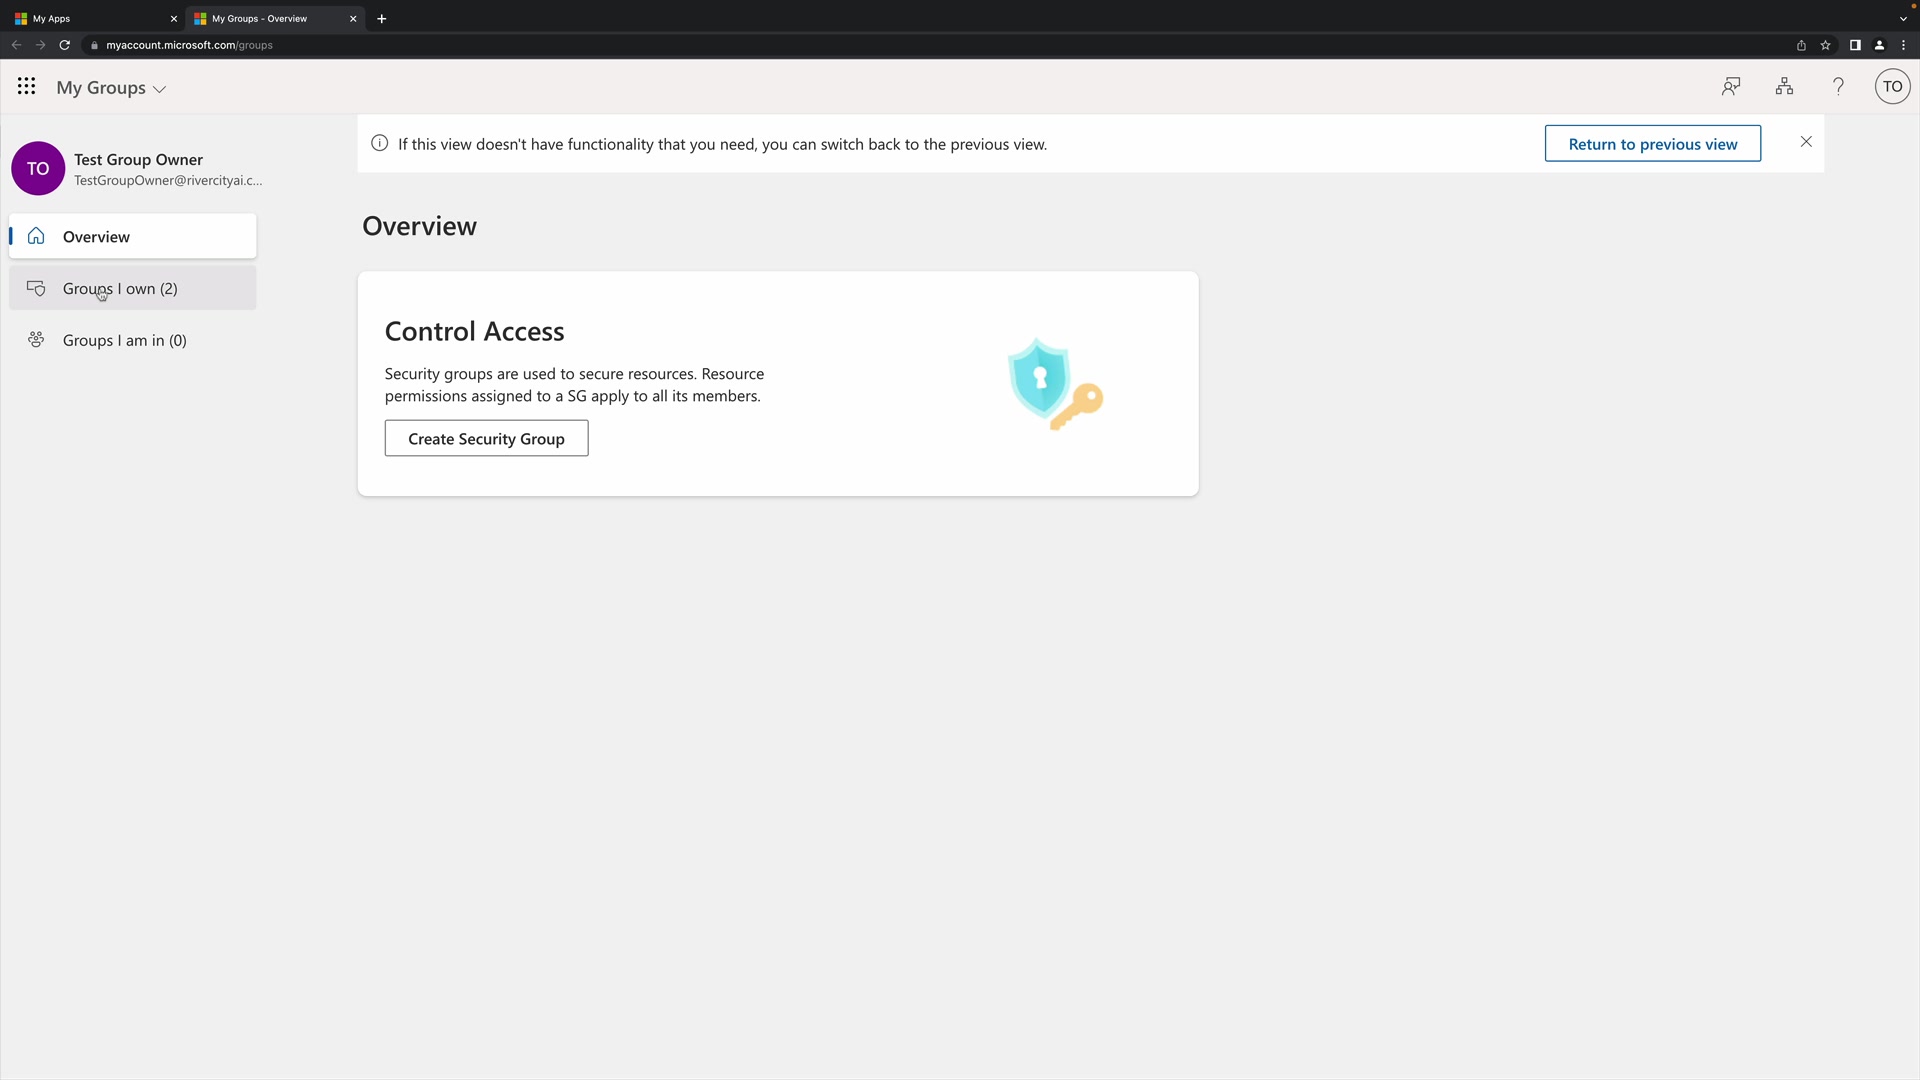 My Apps
My Groups - Overview
myaccount.microsoft.com/groups
My Groups
TO
TO
Test Group Owner
TestGroupOwner@rivercityai.c...
If this view doesn't have functionality that you need, you can switch back to the previous view.
Return to previous view
Overview
Groups I own (2)
Groups I am in (0)
Overview
Control Access
Security groups are used to secure resources. Resource
permissions assigned to a SG apply to all its members.
Create Security Group